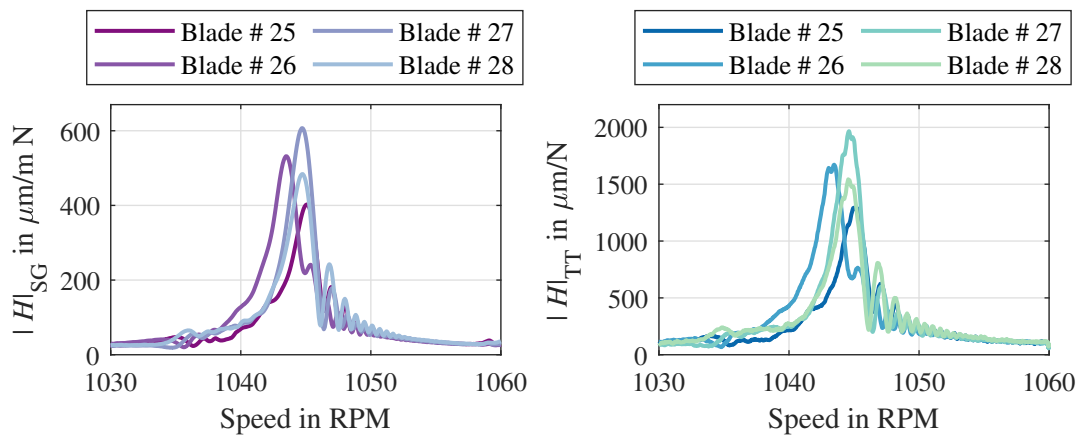 Blade # 25 Blade # 27
Blade # 26 Blade # 28
600
400
200
0
|H|SG in μm/m N
1030 1040 1050 1060
Speed in RPM
Blade # 25 Blade # 27
Blade # 26 Blade # 28
2000
1500
1000
500
0
|H|TT in μm/N
1030 1040 1050 1060
Speed in RPM